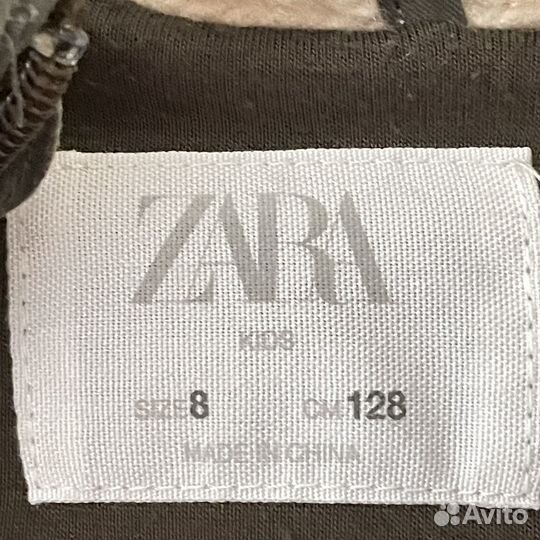 ZARA
KIDS
SIZE 8 CM 128
MADE IN CHINA
Avito